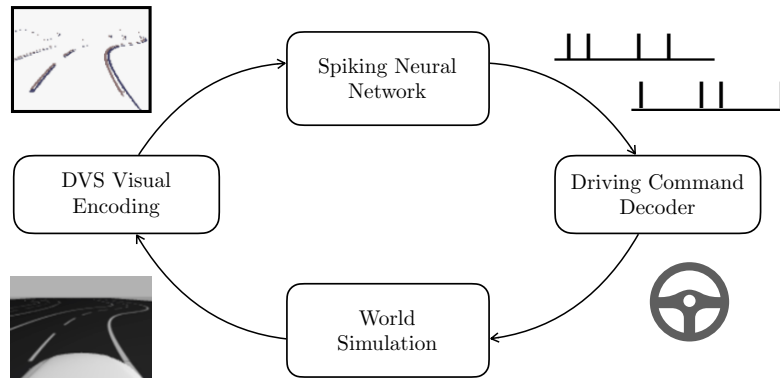 Spiking Neural
Network
DVS Visual
Encoding
Driving Command
Decoder
World
Simulation